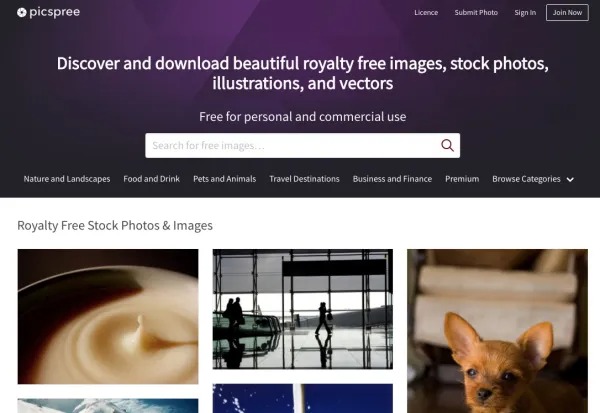 picspree
Licence Submit Photo Sign In Join Now
Discover and download beautiful royalty free images, stock photos,
illustrations, and vectors
Free for personal and commercial use
Search for free images…
Nature and Landscapes Food and Drink Pets and Animals Travel Destinations Business and Finance Premium Browse Categories
Royalty Free Stock Photos & Images